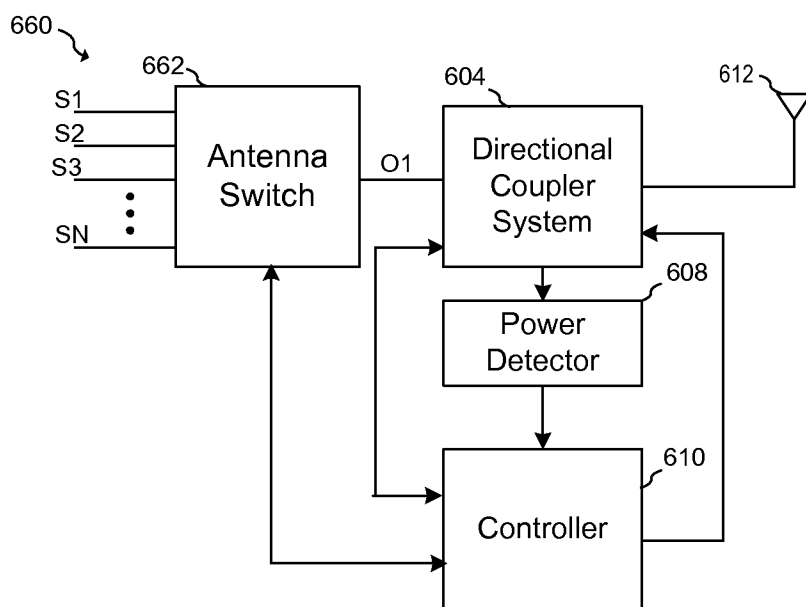 660
662
604
612
S1
S2
S3
SN
Antenna
Switch
O1
Directional
Coupler
System
608
Power
Detector
610
Controller